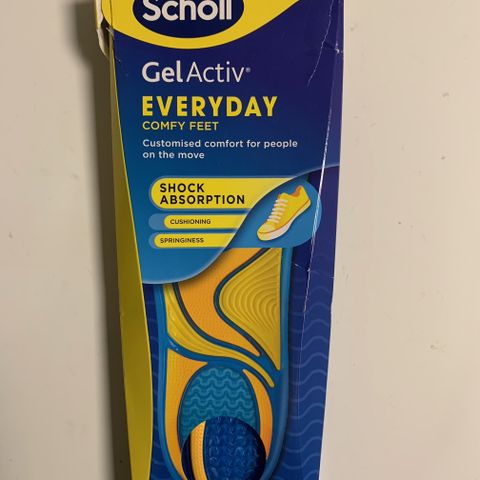 Scholl
GelActiv®
EVERYDAY
COMFY FEET
Customised comfort for people
on the move
SHOCK
ABSORPTION
CUSHIONING
SPRINGINESS